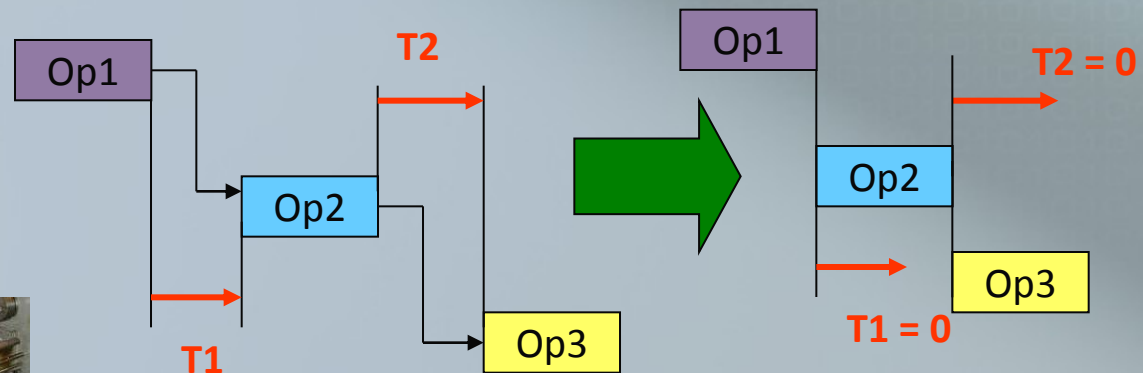 Op1
T2
Op2
T1
Op3
Op1
T2 = 0
Op2
Op3
T1 = 0